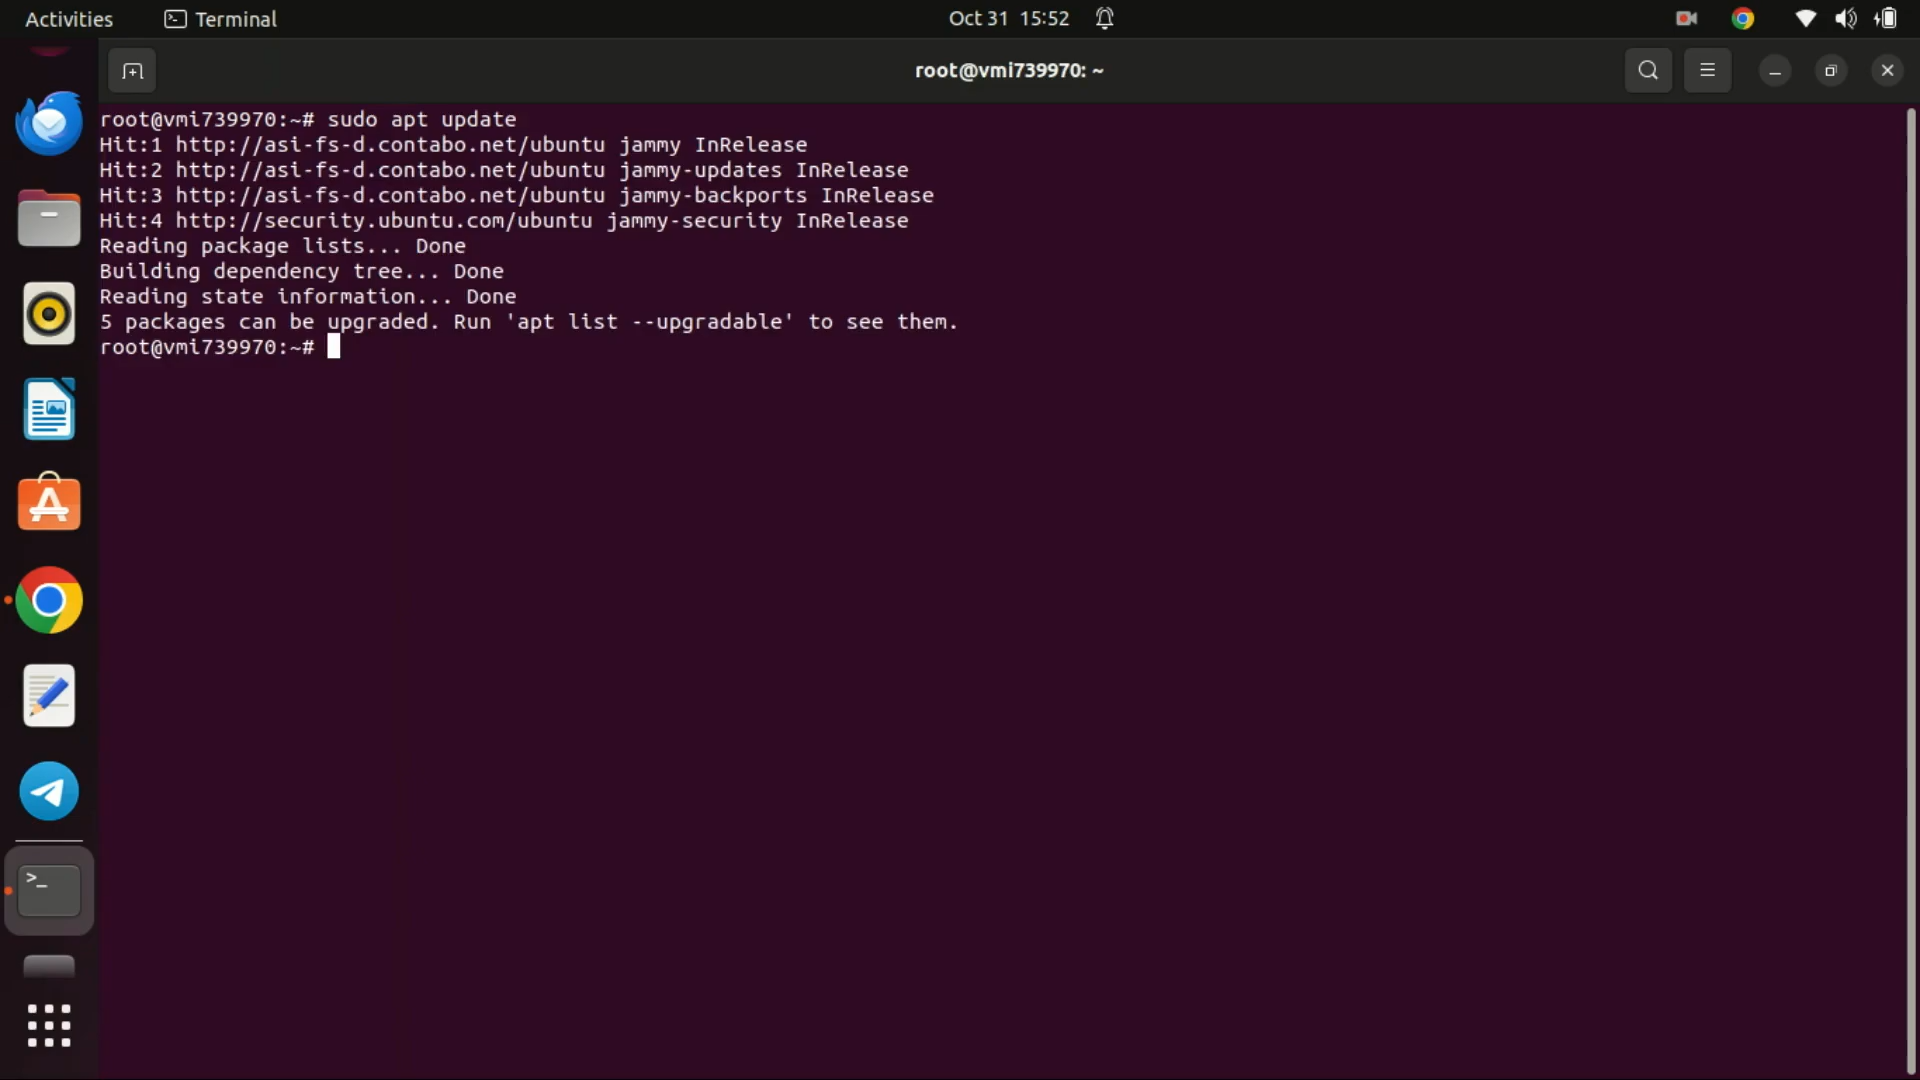 Activities
Terminal
Oct 31 15:52
root@vmi739970: ~
root@vmi739970:~# sudo apt update
Hit:1 http://asi-fs-d.contabo.net/ubuntu jammy InRelease
Hit:2 http://asi-fs-d.contabo.net/ubuntu jammy-updates InRelease
Hit:3 http://asi-fs-d.contabo.net/ubuntu jammy-backports InRelease
Hit:4 http://security.ubuntu.com/ubuntu jammy-security InRelease
Reading package lists... Done
Building dependency tree... Done
Reading state information... Done
5 packages can be upgraded. Run 'apt list --upgradable' to see them.
root@vmi739970:~#